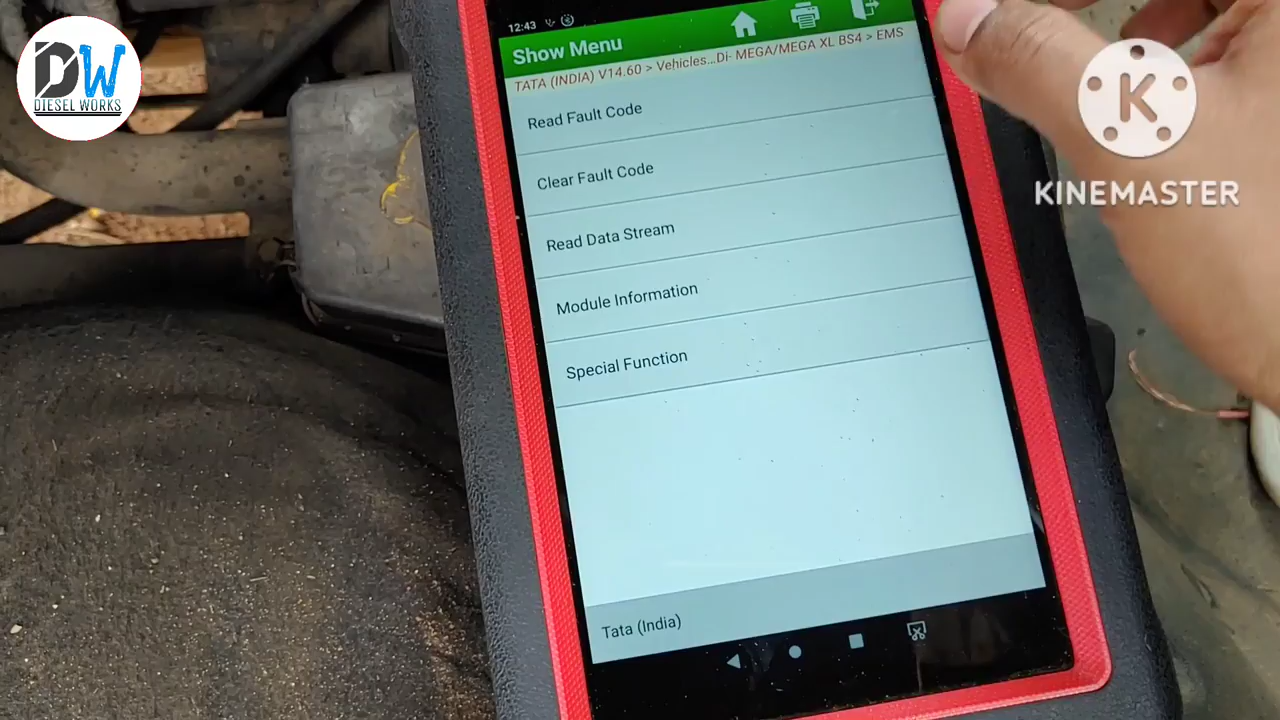 DW
DIESEL WORKS
12:43
Show Menu
TATA (INDIA) V14.60 > Vehicles...Di- MEGA/MEGA XL BS4 > EMS
Read Fault Code
Clear Fault Code
Read Data Stream
Module Information
Special Function
Tata (India)
K
KINEMASTER